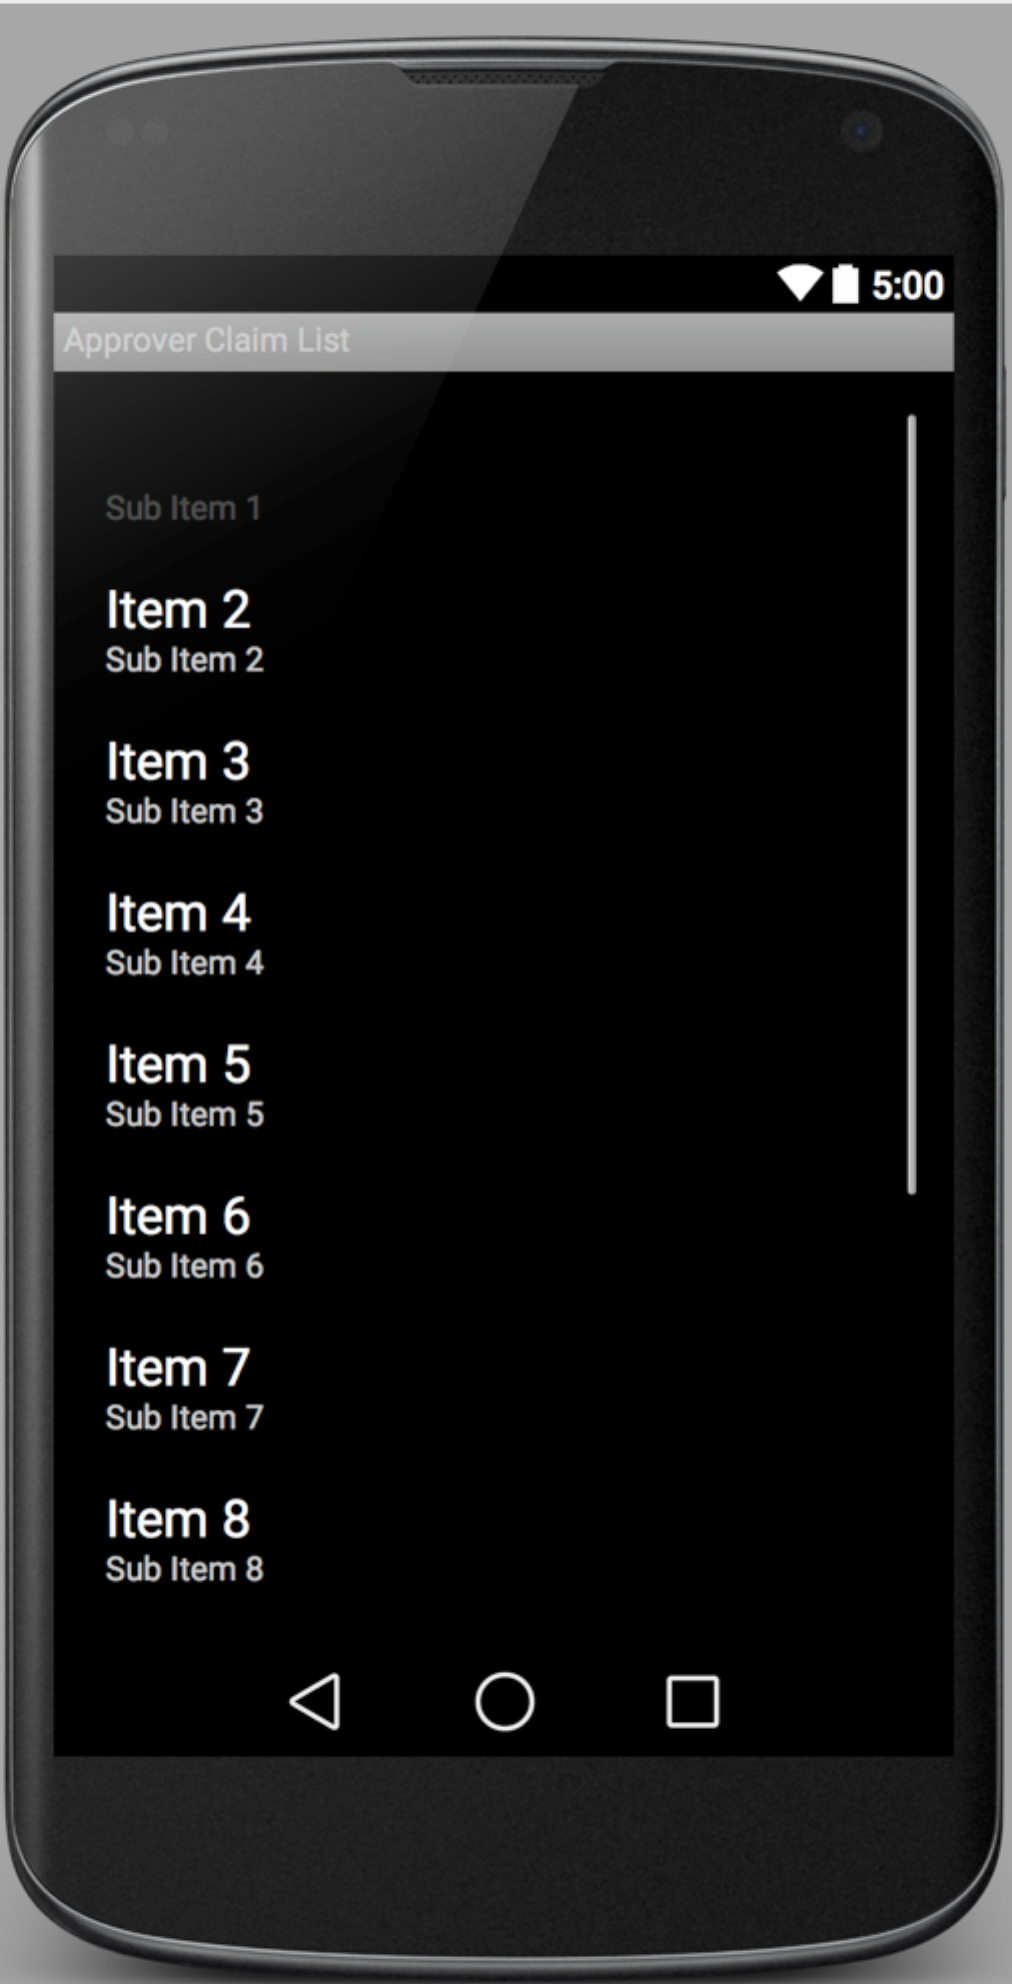 5:00
Approver Claim List
Sub Item 1
Item 2
Sub Item 2
Item 3
Sub Item 3
Item 4
Sub Item 4
Item 5
Sub Item 5
Item 6
Sub Item 6
Item 7
Sub Item 7
Item 8
Sub Item 8